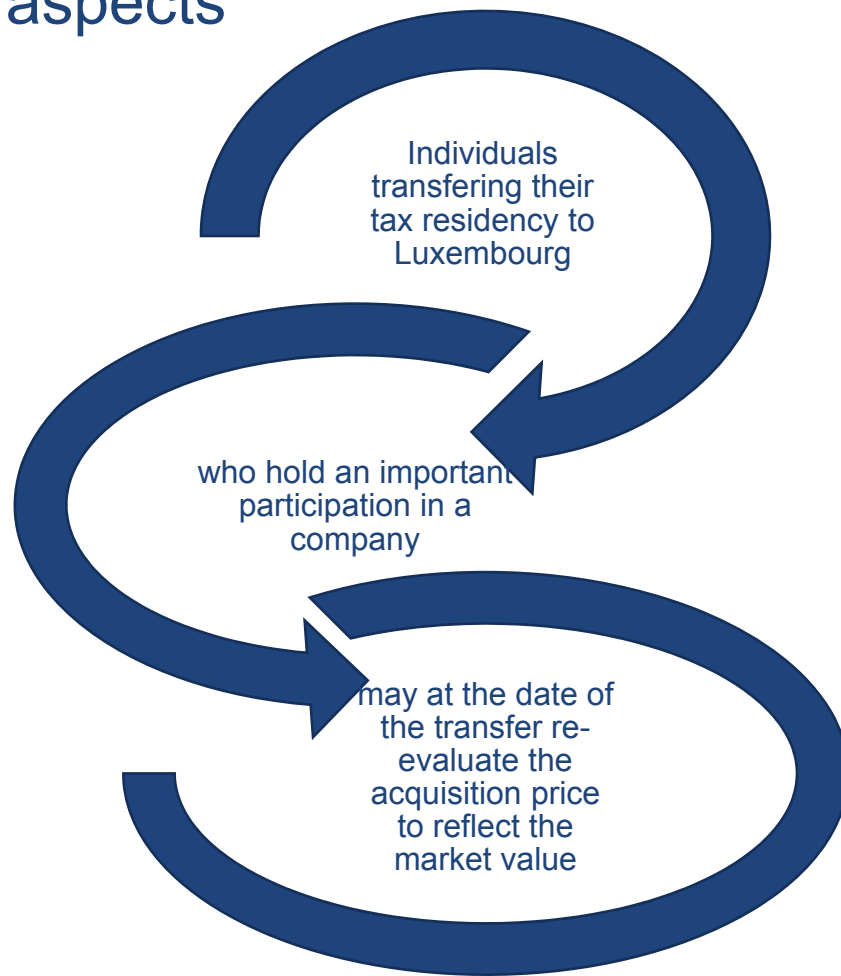 aspects
Individuals
transfering their
tax residency to
Luxembourg
who hold an important
participation in a
company
may at the date of
the transfer re-
evaluate the
acquisition price
to reflect the
market value